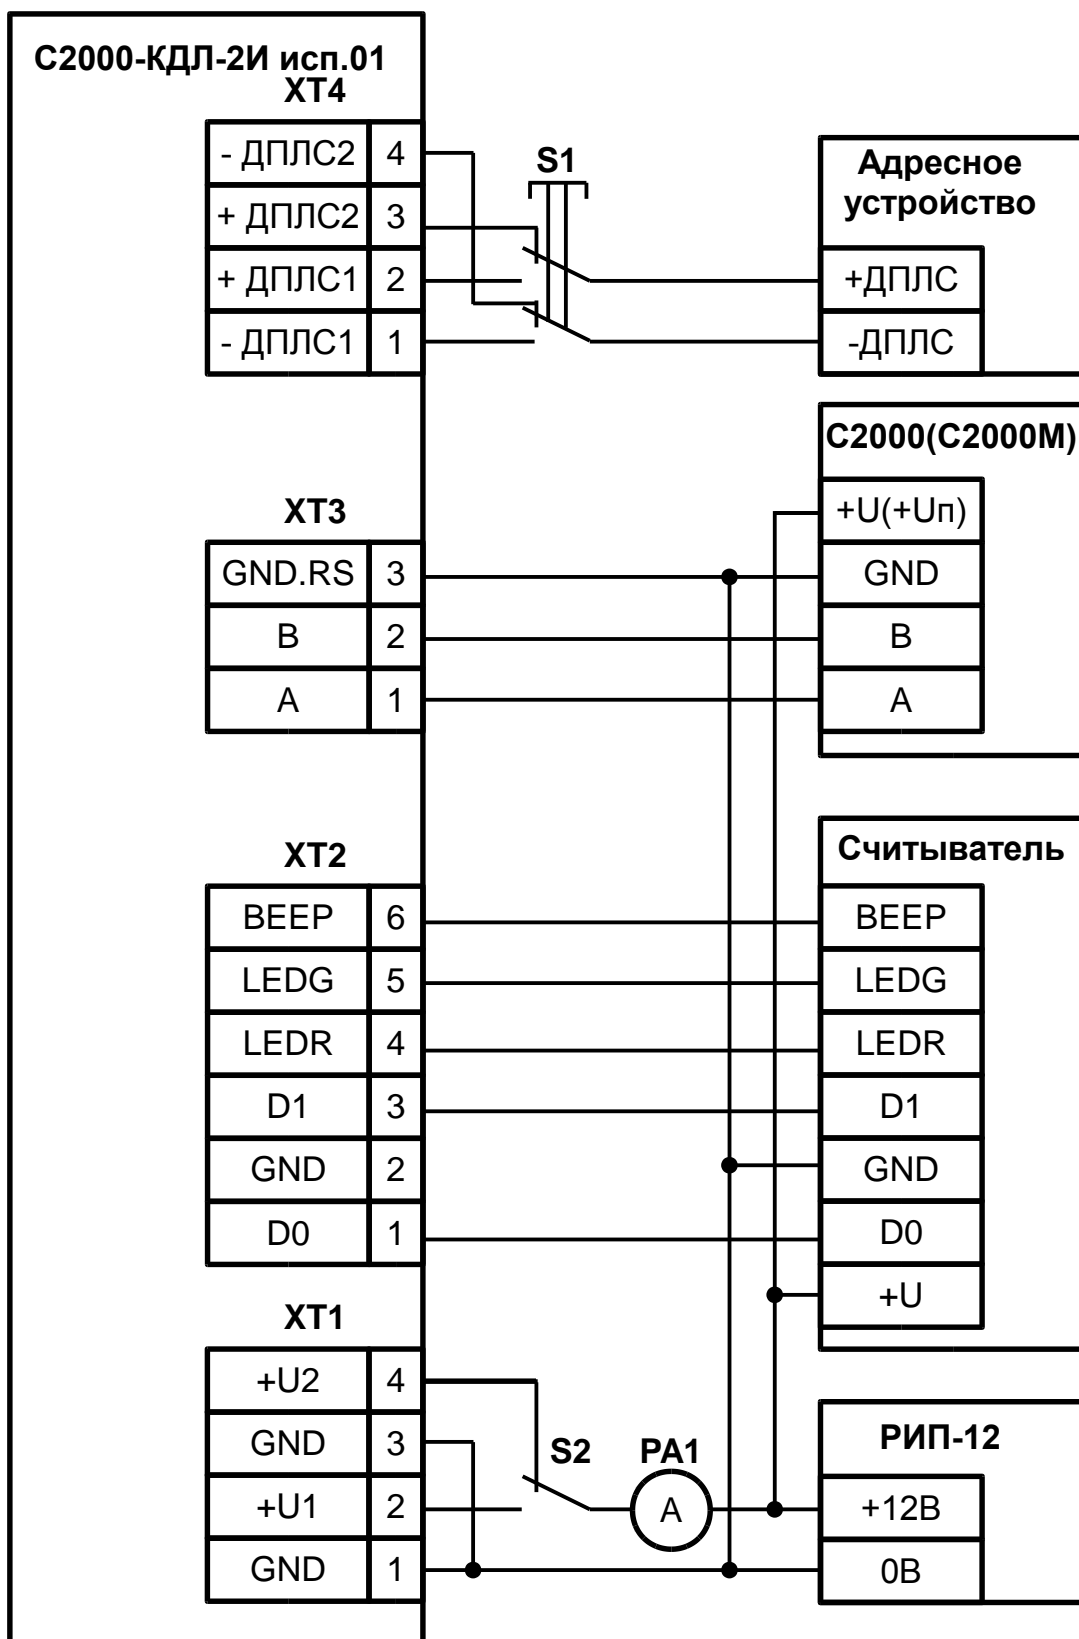 С2000-КДЛ-2И исп.01
XT4
- ДПЛС2 4
+ ДПЛС2 3
+ ДПЛС1 2
- ДПЛС1 1
S1
Адресное
устройство
+ДПЛС
-ДПЛС
С2000(С2000М)
+U(+Uп)
GND
B
A
XT3
GND.RS 3
B 2
A 1
XT2
BEEP 6
LEDG 5
LEDR 4
D1 3
GND 2
D0 1
Считыватель
BEEP
LEDG
LEDR
D1
GND
D0
+U
XT1
+U2 4
GND 3
+U1 2
GND 1
S2
PA1
A
РИП-12
+12В
0В